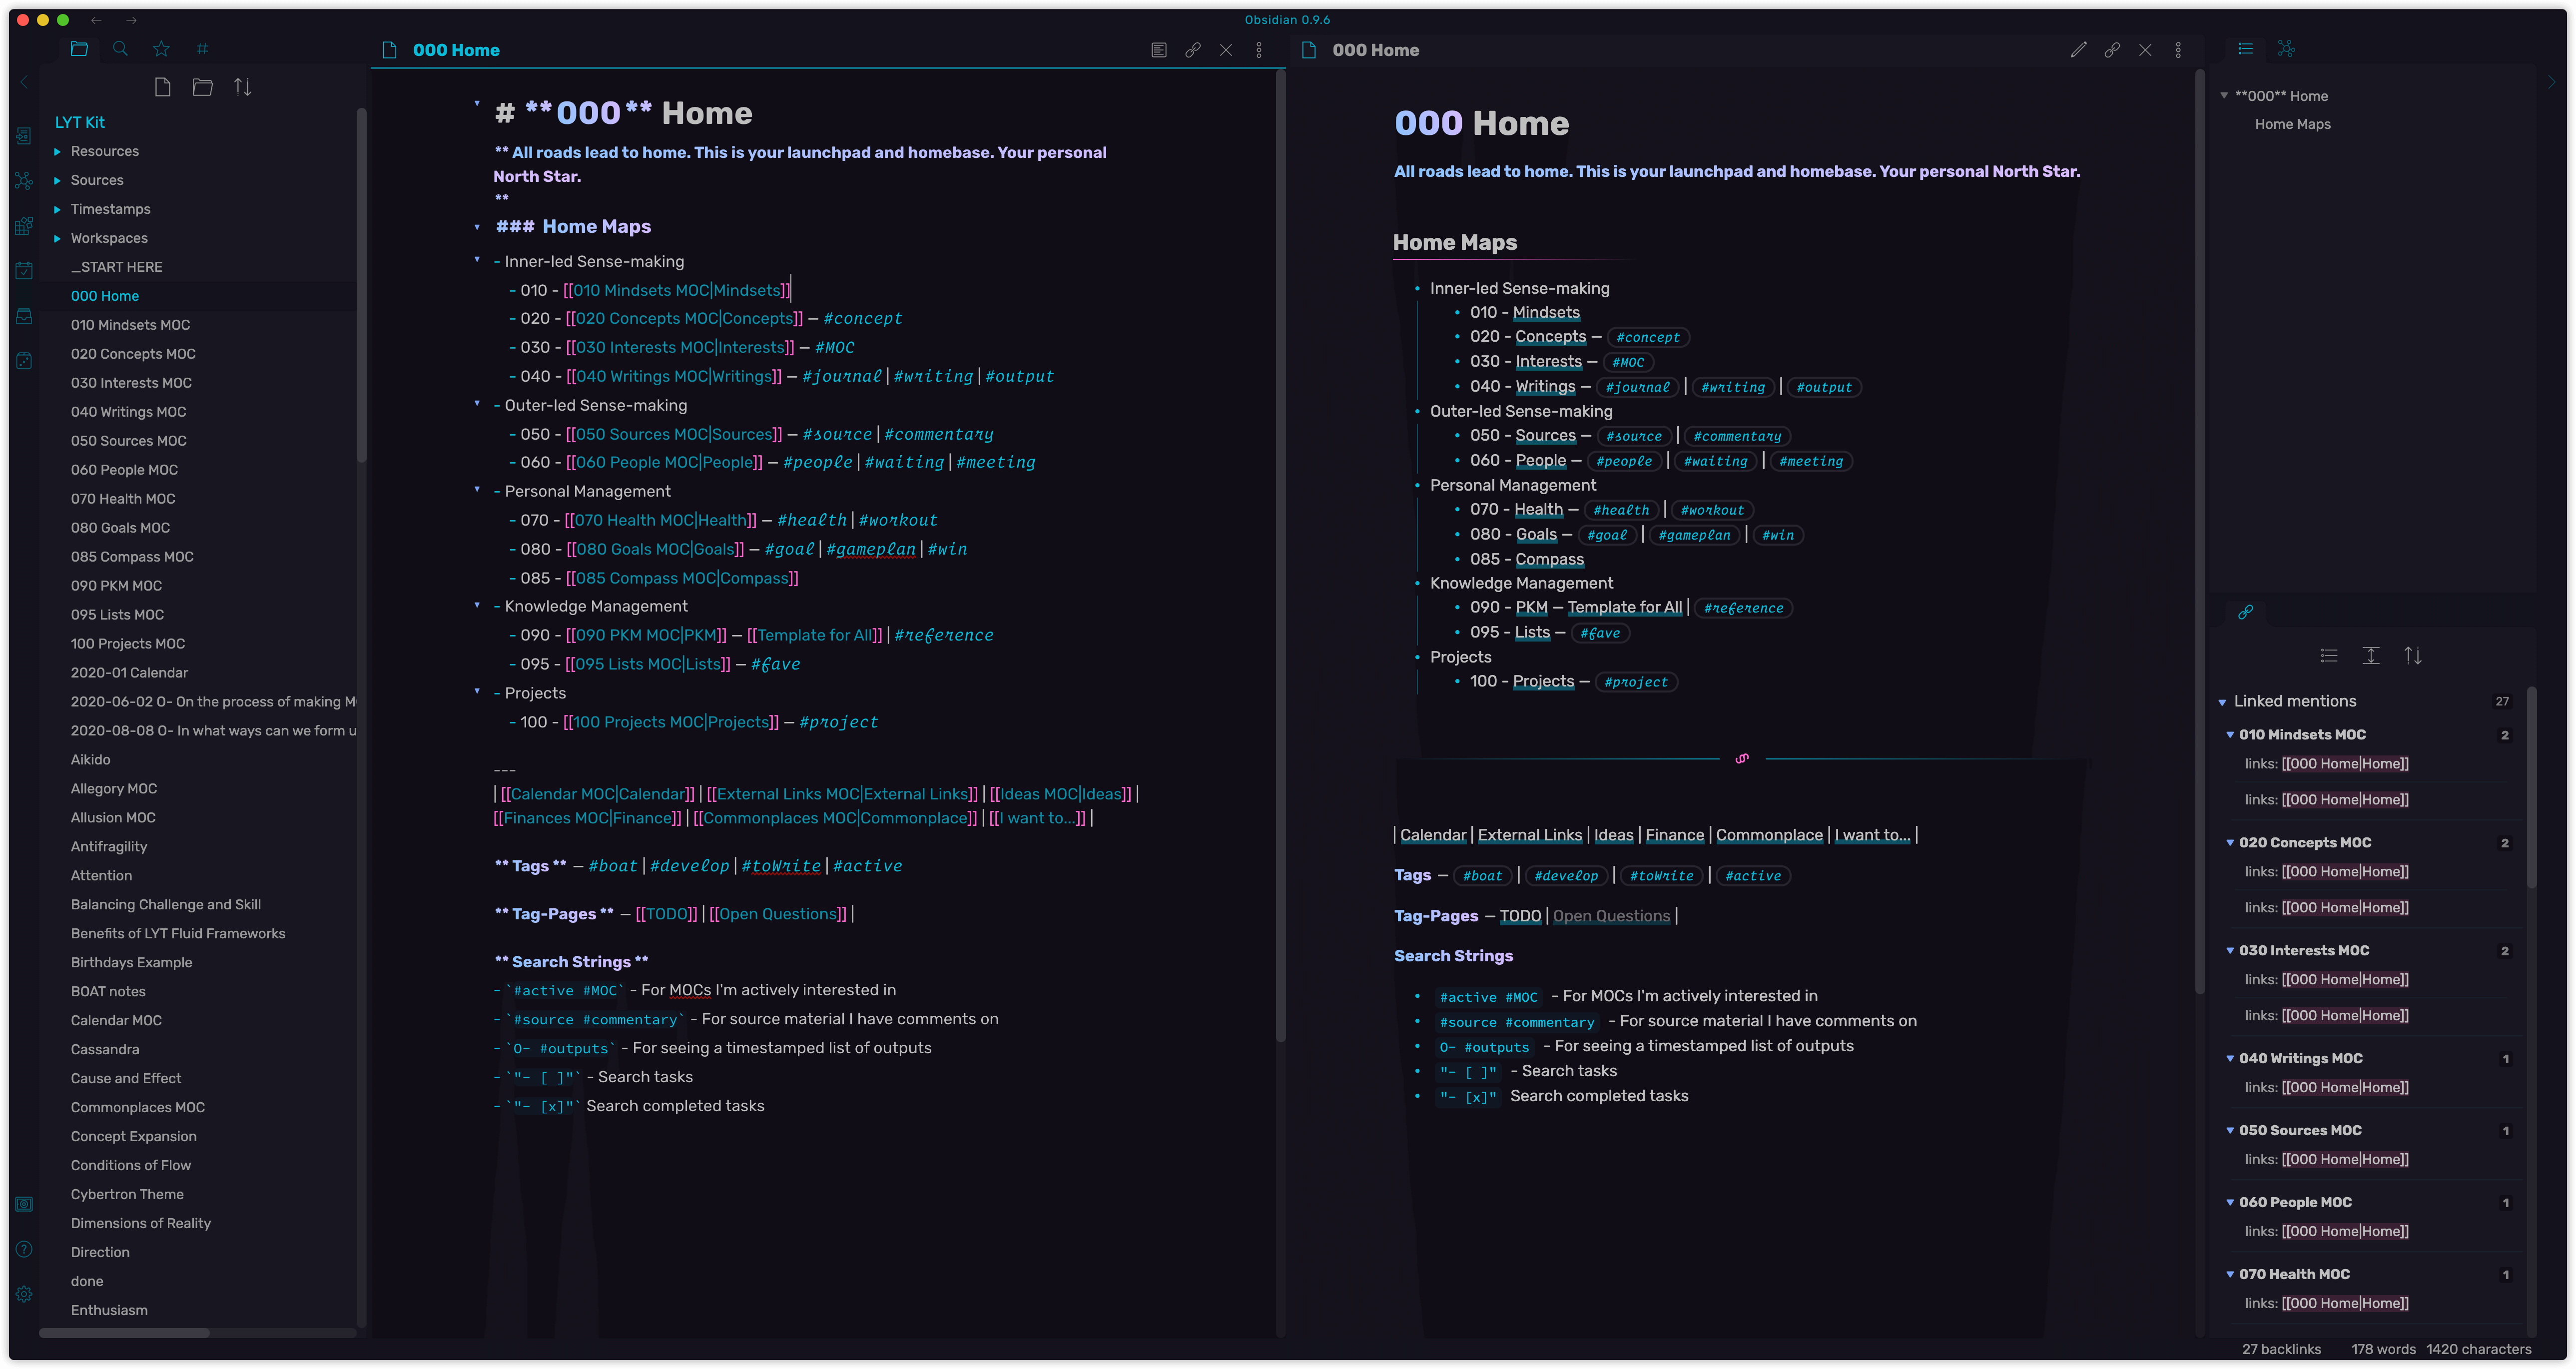 Obsidian 0.9.6
LYT Kit
Resources
Sources
Timestamps
Workspaces
_START HERE
000 Home
010 Mindsets MOC
020 Concepts MOC
030 Interests MOC
040 Writings MOC
050 Sources MOC
060 People MOC
070 Health MOC
080 Goals MOC
085 Compass MOC
090 PKM MOC
095 Lists MOC
100 Projects MOC
2020-01 Calendar
2020-06-02 O- On the process of making M
2020-08-08 O- In what ways can we form u
Aikido
Allegory MOC
Allusion MOC
Antifragility
Attention
Balancing Challenge and Skill
Benefits of LYT Fluid Frameworks
Birthdays Example
BOAT notes
Calendar MOC
Cassandra
Cause and Effect
Commonplaces MOC
Concept Expansion
Conditions of Flow
Cybertron Theme
Dimensions of Reality
Direction
done
Enthusiasm
000 Home
# **000** Home
** All roads lead to home. This is your launchpad and homebase. Your personal
North Star.
**
### Home Maps
- Inner-led Sense-making
- 010 - [[010 Mindsets MOC|Mindsets]]
- 020 - [[020 Concepts MOC|Concepts]] — #concept
- 030 - [[030 Interests MOC|Interests]] — #MOC
- 040 - [[040 Writings MOC|Writings]] — #journal | #writing | #output
- Outer-led Sense-making
- 050 - [[050 Sources MOC|Sources]] — #source | #commentary
- 060 - [[060 People MOC|People]] — #people | #waiting | #meeting
- Personal Management
- 070 - [[070 Health MOC|Health]] — #health | #workout
- 080 - [[080 Goals MOC|Goals]] — #goal | #gameplan | #win
- 085 - [[085 Compass MOC|Compass]]
- Knowledge Management
- 090 - [[090 PKM MOC|PKM]] — [[Template for All]] | #reference
- 095 - [[095 Lists MOC|Lists]] — #fave
- Projects
- 100 - [[100 Projects MOC|Projects]] — #project
---
| [[Calendar MOC|Calendar]] | [[External Links MOC|External Links]] | [[Ideas MOC|Ideas]] |
[[Finances MOC|Finance]] | [[Commonplaces MOC|Commonplace]] | [[I want to...]] |
** Tags ** — #boat | #develop | #toWrite | #active
** Tag-Pages ** — [[TODO]] | [[Open Questions]] |
** Search Strings **
- `#active #MOC` - For MOCs I'm actively interested in
- `#source #commentary` - For source material I have comments on
- `O- #outputs` - For seeing a timestamped list of outputs
- `"- [ ]"` - Search tasks
- `"- [x]"` Search completed tasks
000 Home
000 Home
All roads lead to home. This is your launchpad and homebase. Your personal North Star.
Home Maps
• Inner-led Sense-making
• 010 - Mindsets
• 020 - Concepts — #concept
• 030 - Interests — #MOC
• 040 - Writings — #journal | #writing | #output
• Outer-led Sense-making
• 050 - Sources — #source | #commentary
• 060 - People — #people | #waiting | #meeting
• Personal Management
• 070 - Health — #health | #workout
• 080 - Goals — #goal | #gameplan | #win
• 085 - Compass
• Knowledge Management
• 090 - PKM — Template for All | #reference
• 095 - Lists — #fave
• Projects
• 100 - Projects — #project
| Calendar | External Links | Ideas | Finance | Commonplace | I want to... |
Tags — #boat | #develop | #toWrite | #active
Tag-Pages — TODO | Open Questions |
Search Strings
• #active #MOC - For MOCs I'm actively interested in
• #source #commentary - For source material I have comments on
• O- #outputs - For seeing a timestamped list of outputs
• "- [ ]" - Search tasks
• "- [x]" Search completed tasks
**000** Home
Home Maps
Linked mentions 27
010 Mindsets MOC 2
links: [[000 Home|Home]]
links: [[000 Home|Home]]
020 Concepts MOC 2
links: [[000 Home|Home]]
links: [[000 Home|Home]]
030 Interests MOC 2
links: [[000 Home|Home]]
links: [[000 Home|Home]]
040 Writings MOC 1
links: [[000 Home|Home]]
050 Sources MOC 1
links: [[000 Home|Home]]
060 People MOC 1
links: [[000 Home|Home]]
070 Health MOC 1
links: [[000 Home|Home]]
27 backlinks 178 words 1420 characters